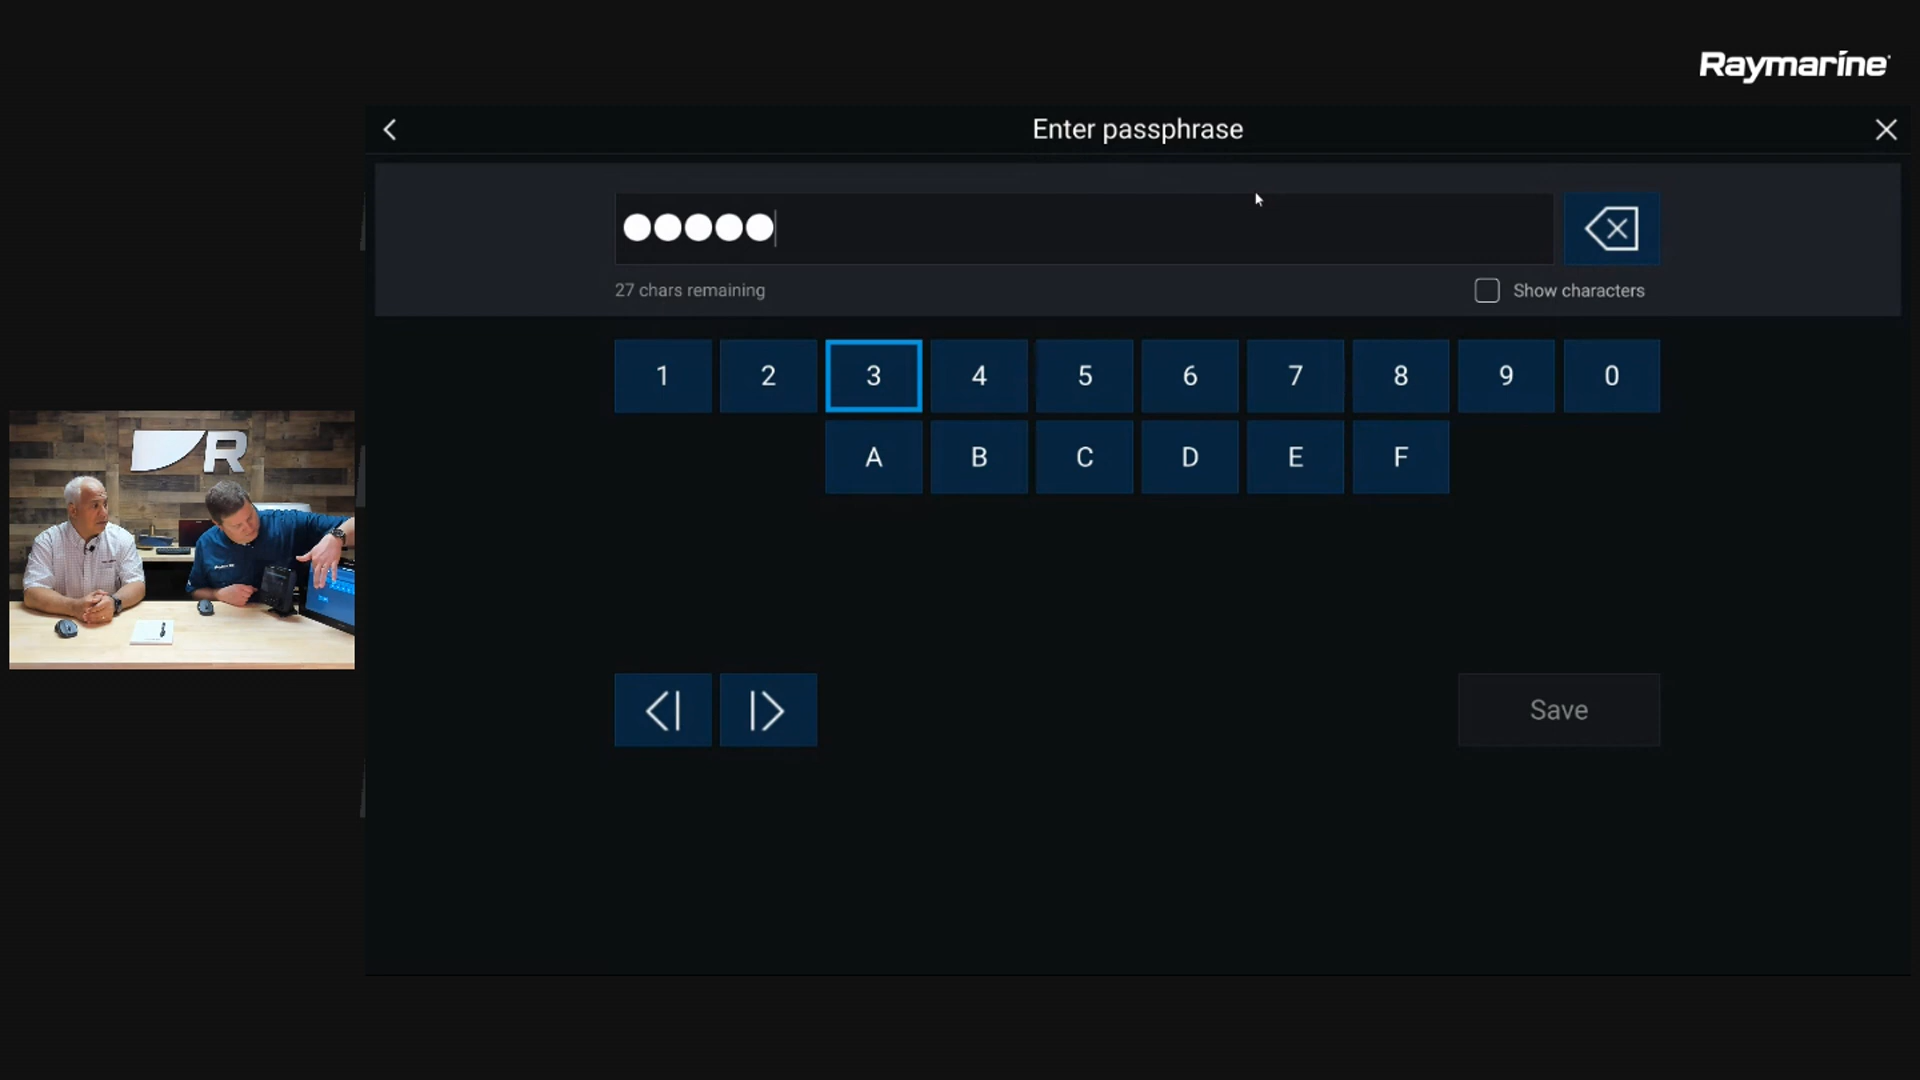 Raymarine
Enter passphrase
27 chars remaining
Show characters
1 2 3 4 5 6 7 8 9 0
A B C D E F
Save
R